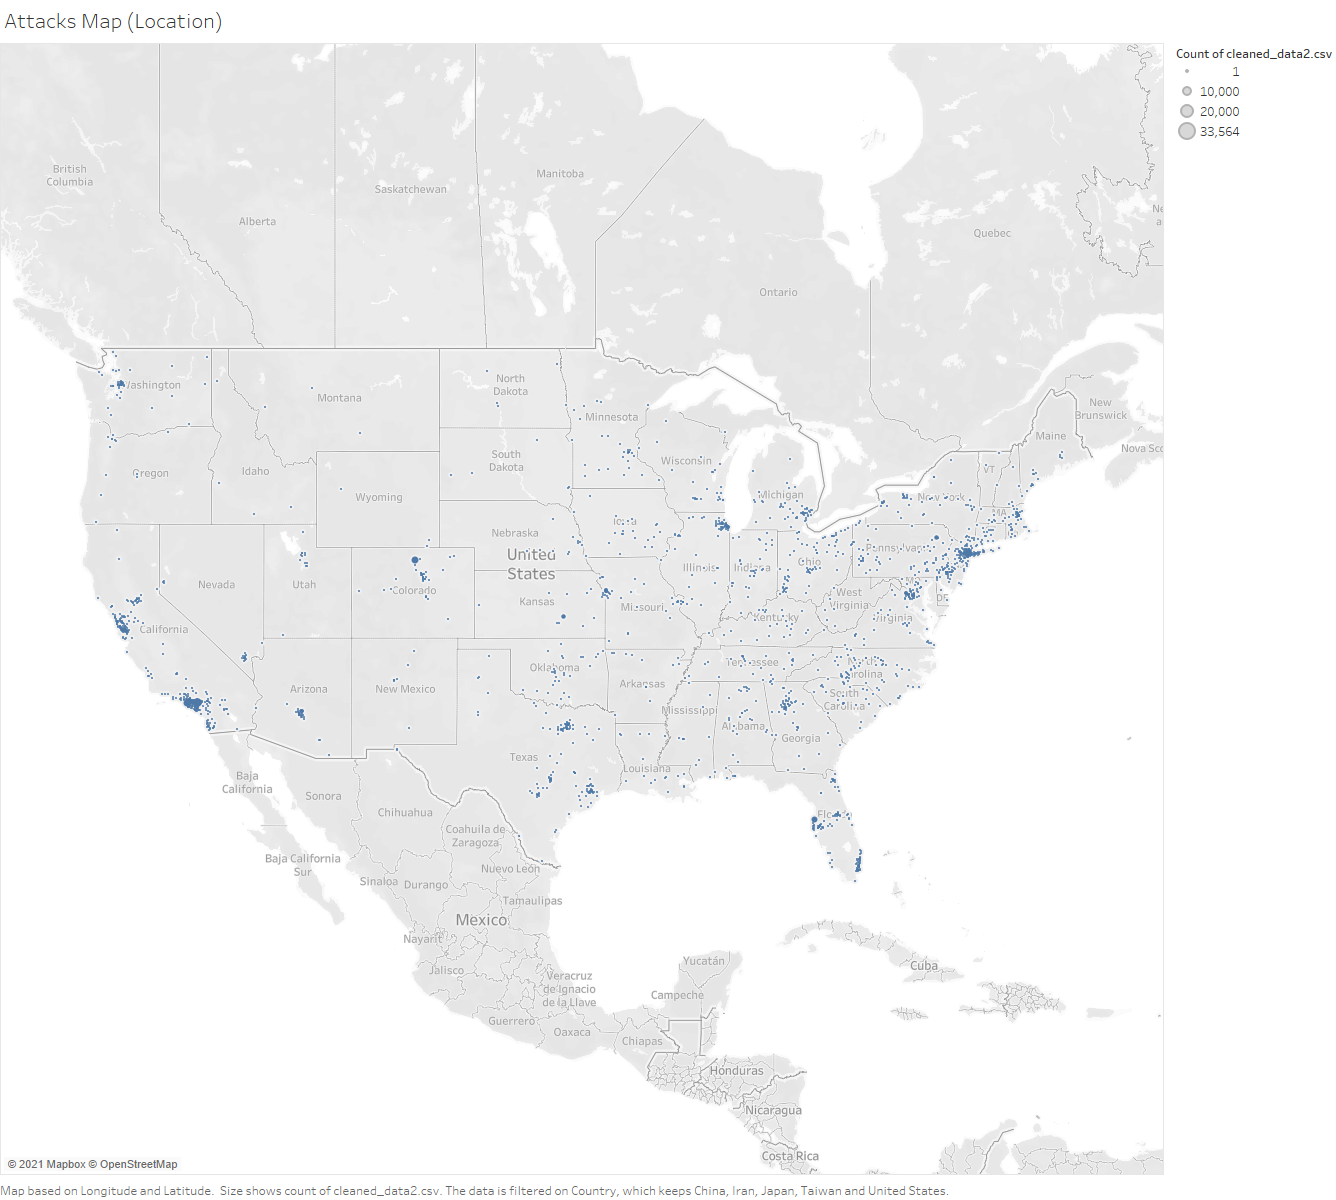 Attacks Map (Location)
Count of cleaned_data2.csv
1
10,000
20,000
33,564
British
Columbia
Alberta
Saskatchewan
Manitoba
Ontario
Quebec
New
Brunswick
Maine
Nova Sco
Washington
Montana
North
Dakota
Minnesota
Oregon
Idaho
Wyoming
South
Dakota
Wisconsin
Michigan
VT
New York
MA
Nebraska
Iowa
Pennsylvan
United
States
Nevada
Utah
Colorado
Kansas
Missouri
Illinois
Indiana
Ohio
West
Virginia
MD
DE
Kentucky
Virginia
California
Arizona
New Mexico
Oklahoma
Arkansas
Tennessee
North
Carolina
South
Carolina
Mississippi
Alabama
Georgia
Texas
Louisiana
Florida
Baja
California
Sonora
Chihuahua
Coahuila de
Zaragoza
Baja California
Sur
Sinaloa
Durango
Nuevo León
Tamaulipas
Mexico
Nayarit
Jalisco
Veracruz
de Ignacio
de la Llave
Yucatán
Campeche
Cuba
Guerrero
Oaxaca
Chiapas
Honduras
Nicaragua
Costa Rica
© 2021 Mapbox © OpenStreetMap
Map based on Longitude and Latitude. Size shows count of cleaned_data2.csv. The data is filtered on Country, which keeps China, Iran, Japan, Taiwan and United States.